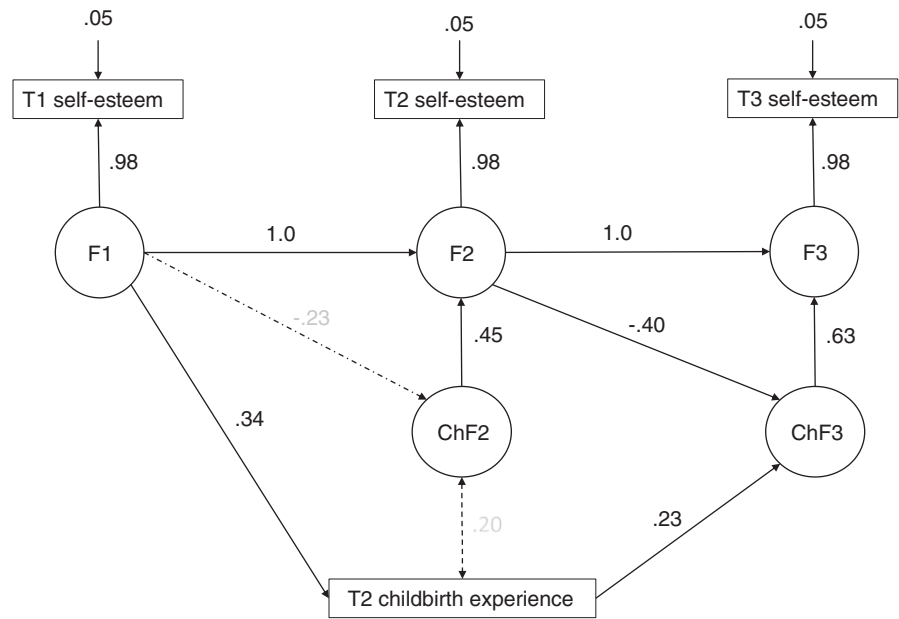 .05
.05
.05
T1 self-esteem
T2 self-esteem
T3 self-esteem
.98
.98
.98
F1
1.0
F2
1.0
F3
-.23
.45
-.40
.63
.34
ChF2
ChF3
.20
.23
T2 childbirth experience